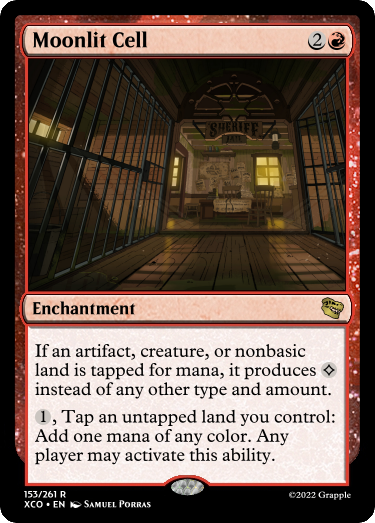 Moonlit Cell 2R
SHERIFF
Enchantment
If an artifact, creature, or nonbasic
land is tapped for mana, it produces C
instead of any other type and amount.
1, Tap an untapped land you control:
Add one mana of any color. Any
player may activate this ability.
153/261 R
XCO • EN SAMUEL PORRAS
©2022 Grapple